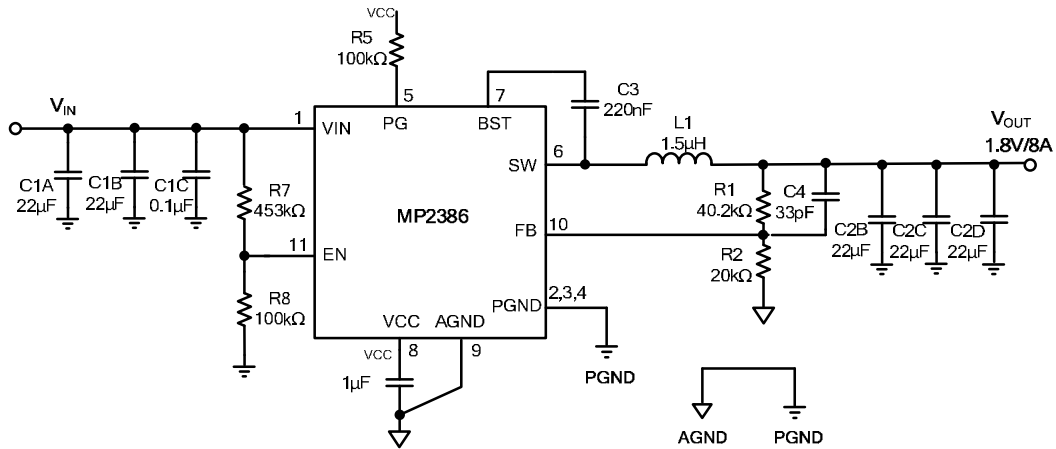 VCC
R5
100kΩ
5
7
C3
220nF
VIN
1
VIN
PG
BST
L1
1.5µH
VOUT
1.8V/8A
6
SW
C1A
22µF
C1B
22µF
C1C
0.1µF
R7
453kΩ
MP2386
R1
40.2kΩ
C4
33pF
FB
10
C2B
22µF
C2C
22µF
C2D
22µF
11
EN
R2
20kΩ
R8
100kΩ
2,3,4
PGND
VCC
AGND
VCC
8
9
1µF
PGND
AGND
PGND